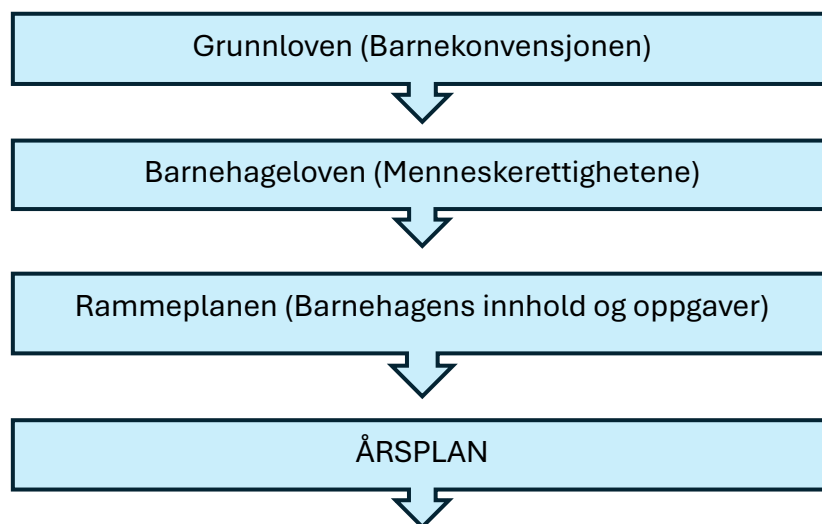 Grunnloven (Barnekonvensjonen)
Barnehageloven (Menneskerettighetene)
Rammeplanen (Barnehagens innhold og oppgaver)
ÅRSPLAN